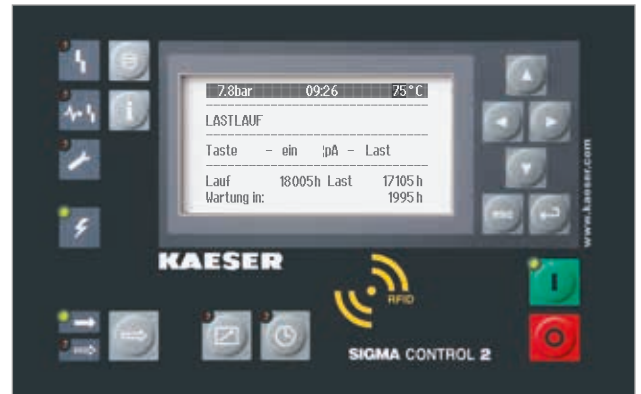 7.8bar 09:26 75°C
LASTLAUF
Taste - ein ¦pA - Last
Lauf 18005h Last 17105h
Wartung in: 1995h
esc
www.kaeser.com
KAESER
RFID
I
O
SIGMA CONTROL 2